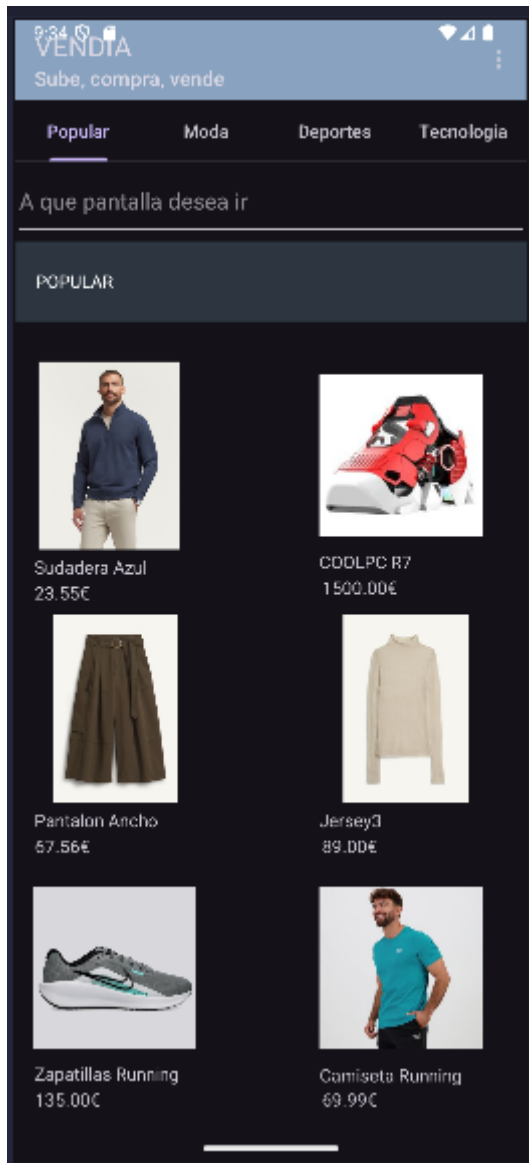 9:34
VENDIA
Sube, compra, vende
Popular Moda Deportes Tecnologia
A que pantalla desea ir
POPULAR
Sudadera Azul
23.55€
COOLPC R7
1500.00€
Pantalon Ancho
67.56€
Jersey3
89.00€
Zapatillas Running
135.00€
Camiseta Running
69.99€